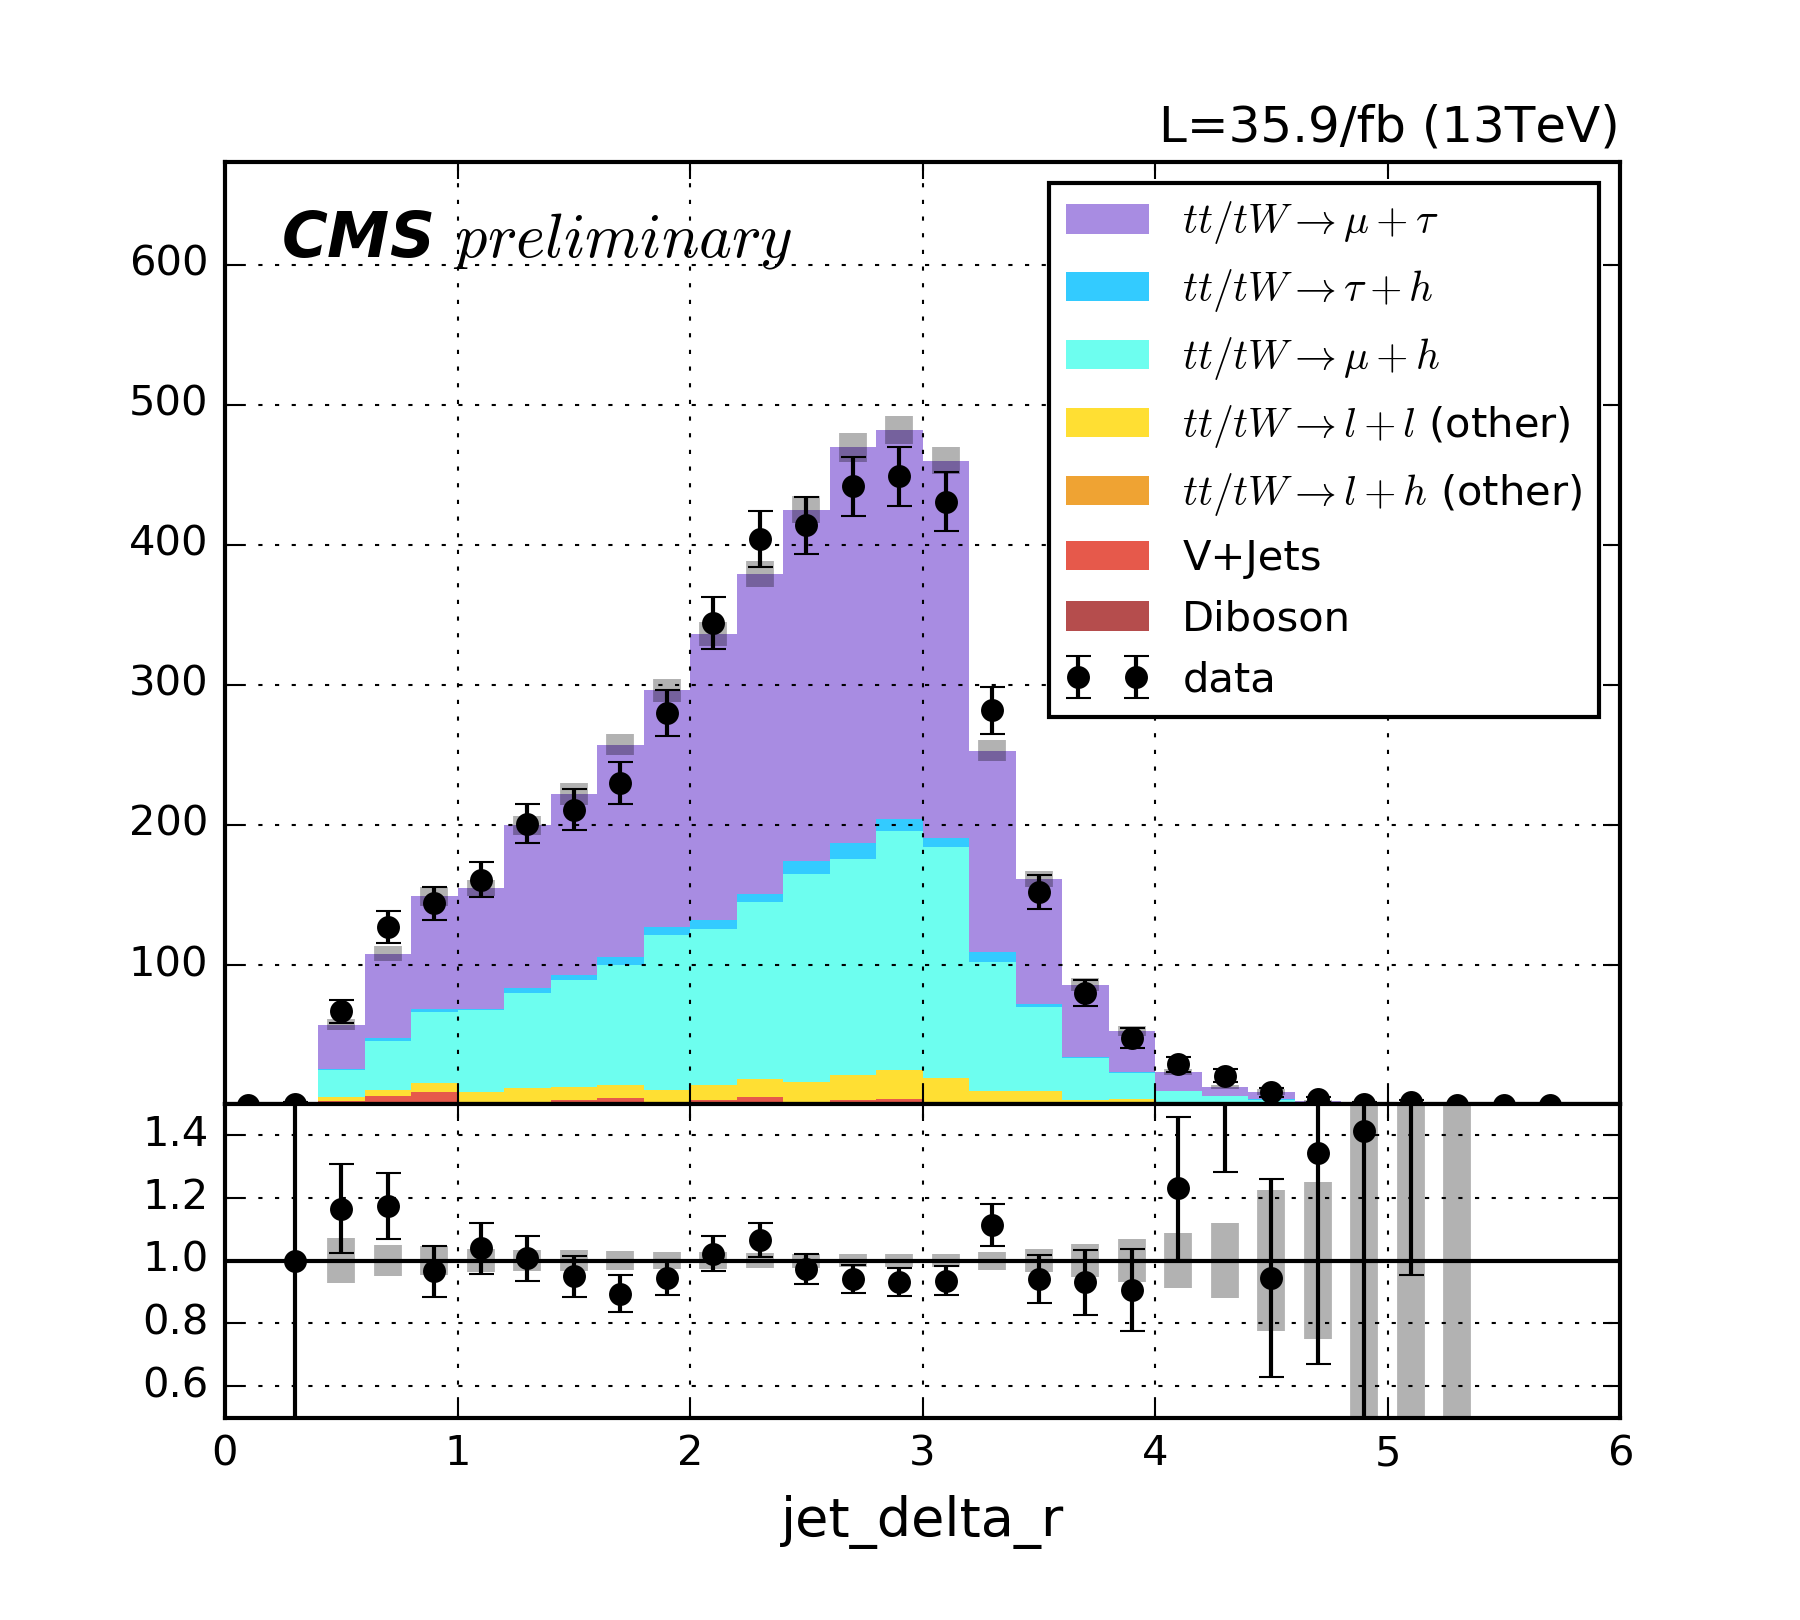 L=35.9/fb (13TeV)
CMS preliminary
600
500
400
300
200
100
tt/tW→μ+τ
tt/tW→τ+h
tt/tW→μ+h
tt/tW→l+l (other)
tt/tW→l+h (other)
V+Jets
Diboson
data
1.4
1.2
1.0
0.8
0.6
0 1 2 3 4 5 6
jet_delta_r